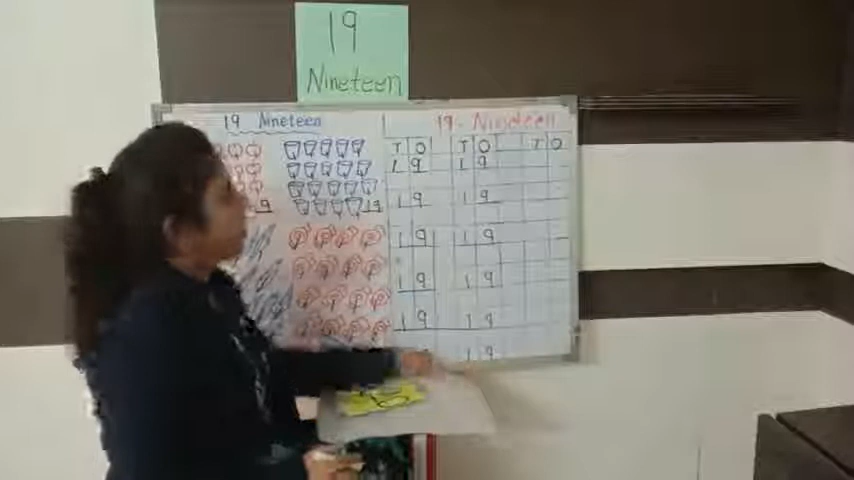 19
Nineteen
19 Nineteen
19 - Nineteen
T O T O T O
1 9 1 9
19
1 9 1 9
1 9 1 9
1 9 1 9
1 9 1 9
1 9